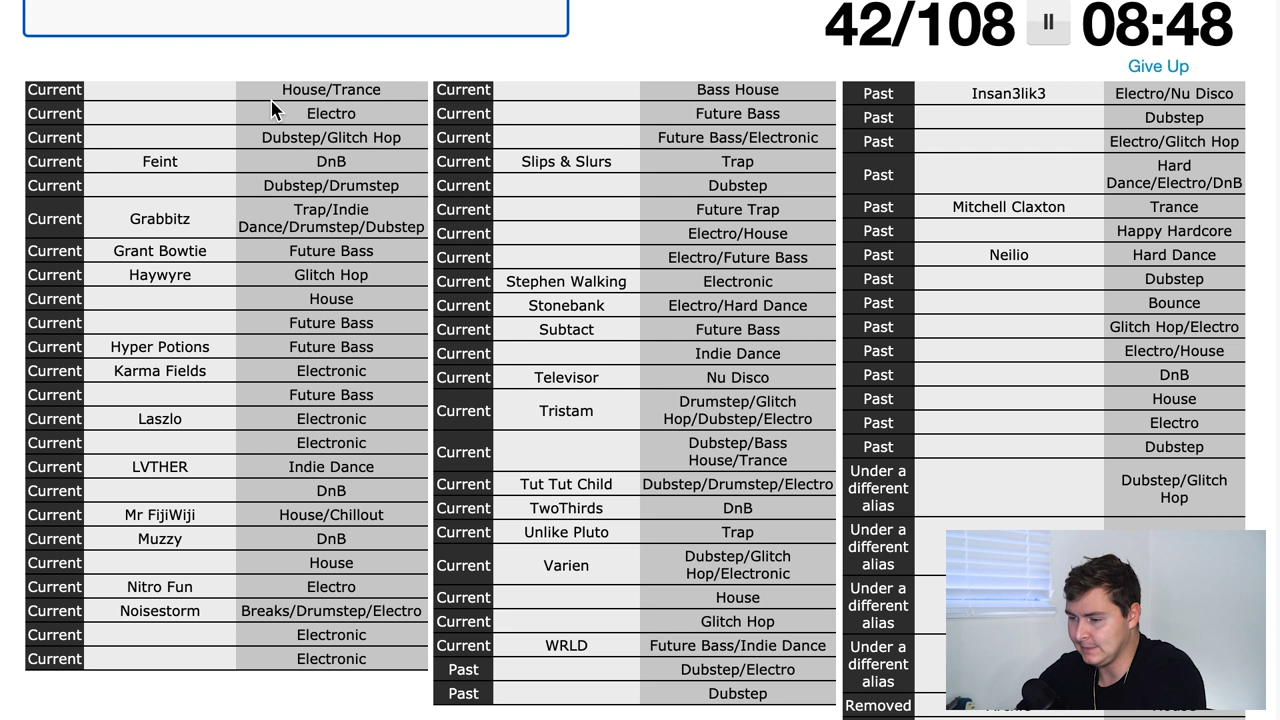 42/108 II 08:48
Give Up
Current House/Trance
Current Electro
Current Dubstep/Glitch Hop
Current Feint DnB
Current Dubstep/Drumstep
Current Grabbitz Trap/Indie
Dance/Drumstep/Dubstep
Current Grant Bowtie Future Bass
Current Haywyre Glitch Hop
Current House
Current Future Bass
Current Hyper Potions Future Bass
Current Karma Fields Electronic
Current Future Bass
Current Laszlo Electronic
Current Electronic
Current LVTHER Indie Dance
Current DnB
Current Mr FijiWiji House/Chillout
Current Muzzy DnB
Current House
Current Nitro Fun Electro
Current Noisestorm Breaks/Drumstep/Electro
Current Electronic
Current Electronic
Current Bass House
Current Future Bass
Current Future Bass/Electronic
Current Slips & Slurs Trap
Current Dubstep
Current Future Trap
Current Electro/House
Current Electro/Future Bass
Current Stephen Walking Electronic
Current Stonebank Electro/Hard Dance
Current Subtact Future Bass
Current Indie Dance
Current Televisor Nu Disco
Current Tristam Drumstep/Glitch
Hop/Dubstep/Electro
Current Dubstep/Bass
House/Trance
Current Tut Tut Child Dubstep/Drumstep/Electro
Current TwoThirds DnB
Current Unlike Pluto Trap
Current Varien Dubstep/Glitch
Hop/Electronic
Current House
Current Glitch Hop
Current WRLD Future Bass/Indie Dance
Past Dubstep/Electro
Past Dubstep
Past Insan3lik3 Electro/Nu Disco
Past Dubstep
Past Electro/Glitch Hop
Past Hard
Dance/Electro/DnB
Past Mitchell Claxton Trance
Past Happy Hardcore
Past Neilio Hard Dance
Past Dubstep
Past Bounce
Past Glitch Hop/Electro
Past Electro/House
Past DnB
Past House
Past Electro
Past Dubstep
Under a
different
alias Dubstep/Glitch
Hop
Under a
different
alias
Under a
different
alias
Under a
different
alias
Removed